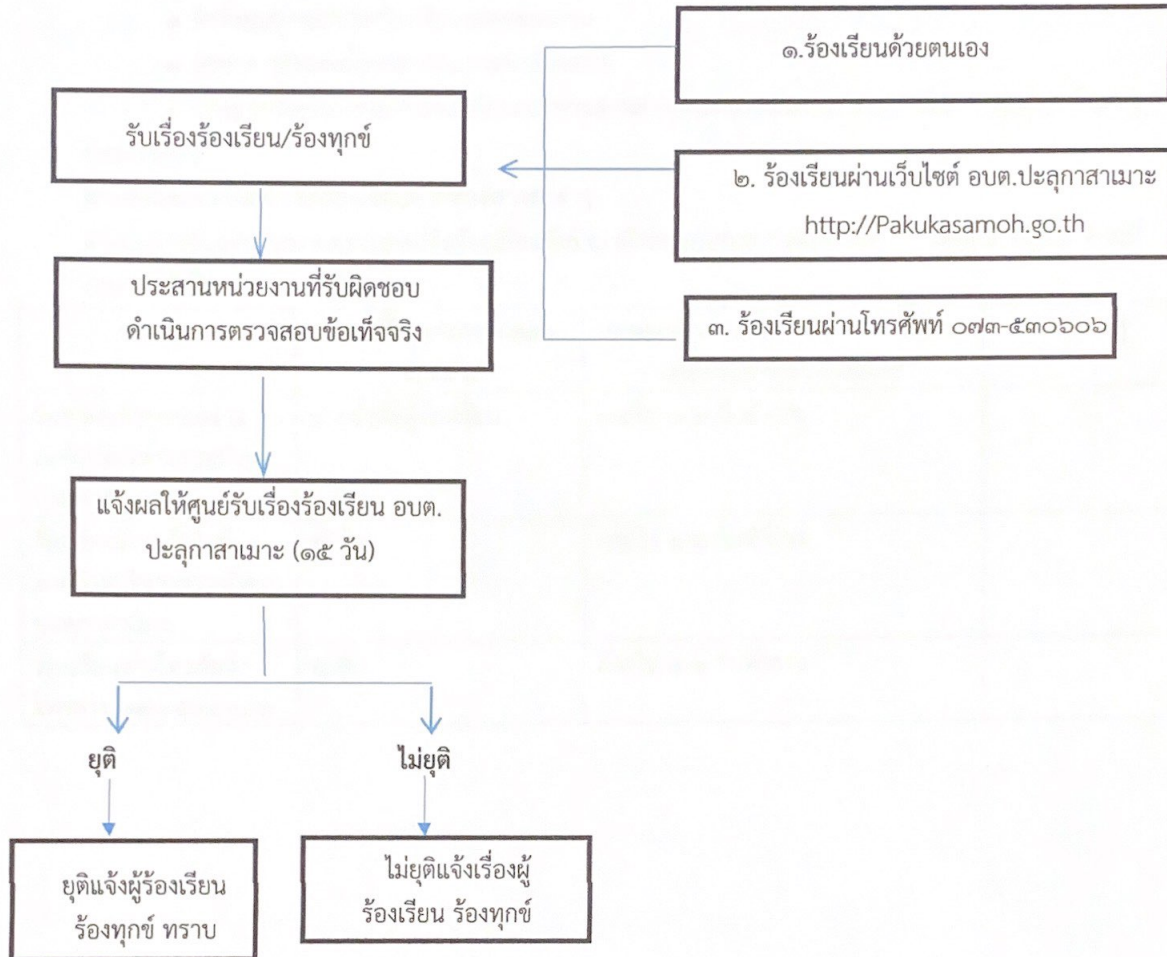 ๑.ร้องเรียนด้วยตนเอง
รับเรื่องร้องเรียน/ร้องทุกข์
๒. ร้องเรียนผ่านเว็บไซต์ อบต.ปะลุกาสาเมาะ
http://Pakukasamoh.go.th
ประสานหน่วยงานที่รับผิดชอบ
ดำเนินการตรวจสอบข้อเท็จจริง
๓. ร้องเรียนผ่านโทรศัพท์ ๐๗๓-๕๓๐๖๐๖
แจ้งผลให้ศูนย์รับเรื่องร้องเรียน อบต.
ปะลุกาสาเมาะ (๑๕ วัน)
ยุติ
ไม่ยุติ
ยุติแจ้งผู้ร้องเรียน
ร้องทุกข์ ทราบ
ไม่ยุติแจ้งเรื่องผู้
ร้องเรียน ร้องทุกข์